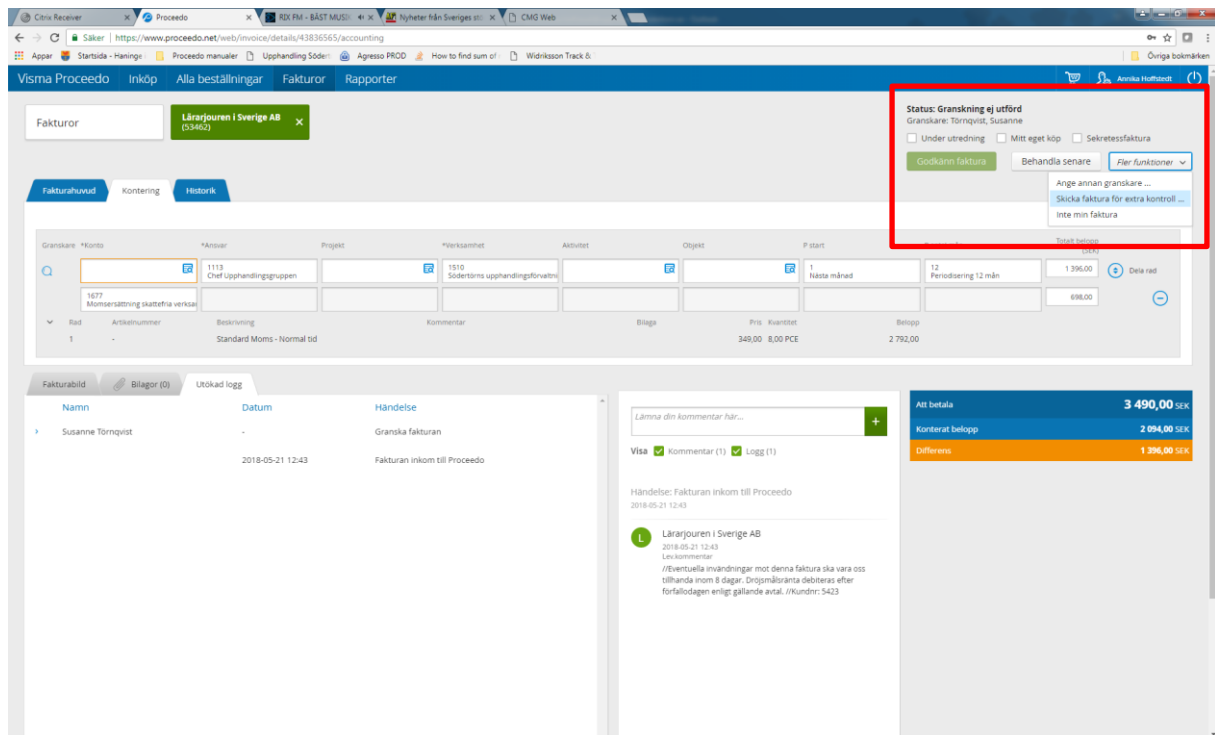 Citrix Receiver
Proceedo
RIX FM - BÄST MUSIK
Nyheter från Sveriges stö
CMG Web
Säker | https://www.proceedo.net/web/invoice/details/43836565/accounting
Appar Startsida - Haninge Proceedo manualer Upphandling Södert Agresso PROD How to find sum of Widriksson Track &
Övriga bokmärken
Visma Proceedo Inköp Alla beställningar Fakturor Rapporter
Annika Hoffstedt
Fakturor
Lärarjouren i Sverige AB
(53462)
Status: Granskning ej utförd
Granskare: Törnqvist, Susanne
Under utredning Mitt eget köp Sekretessfaktura
Godkänn faktura Behandla senare Fler funktioner
Ange annan granskare ...
Skicka faktura för extra kontroll ...
Inte min faktura
Fakturahuvud Kontering Historik
Granskare *Konto *Ansvar Projekt *Verksamhet Aktivitet Objekt P start Totalt belopp
(SEK)
1113
Chef Upphandlingsgruppen
1510
Södertörns upphandlingsförvaltni
1
Nästa månad
12
Periodisering 12 mån
1 396,00
Dela rad
1677
Momsersättning skattefria verksa
698,00
Rad Artikelnummer Beskrivning Kommentar Bilaga Pris Kvantitet Belopp
1 - Standard Moms - Normal tid 349,00 8,00 PCE 2 792,00
Fakturabild Bilagor (0) Utökad logg
Namn Datum Händelse
Susanne Törnqvist - Granska fakturan
2018-05-21 12:43 Fakturan inkom till Proceedo
Lämna din kommentar här...
+
Visa Kommentar (1) Logg (1)
Händelse: Fakturan inkom till Proceedo
2018-05-21 12:43
L
Lärarjouren i Sverige AB
2018-05-21 12:43
Lev.kommentar
//Eventuella invändningar mot denna faktura ska vara oss
tillhanda inom 8 dagar. Dröjsmålsränta debiteras efter
förfallodagen enligt gällande avtal. //Kundnr: 5423
Att betala 3 490,00 SEK
Konterat belopp 2 094,00 SEK
Differens 1 396,00 SEK